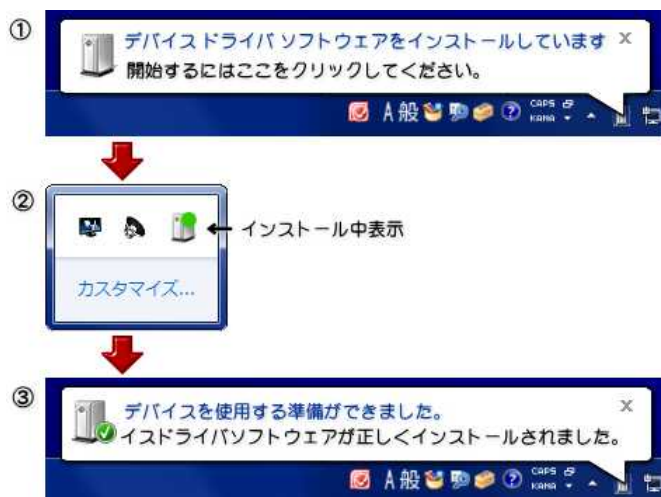 ①
デバイス ドライバ ソフトウェアをインストールしています x
開始するにはここをクリックしてください。
A 般 ? CAPS
KANA
②
← インストール中表示
カスタマイズ...
③
デバイスを使用する準備ができました。 x
イスドライバソフトウェアが正しくインストールされました。
A 般 ? CAPS
KANA